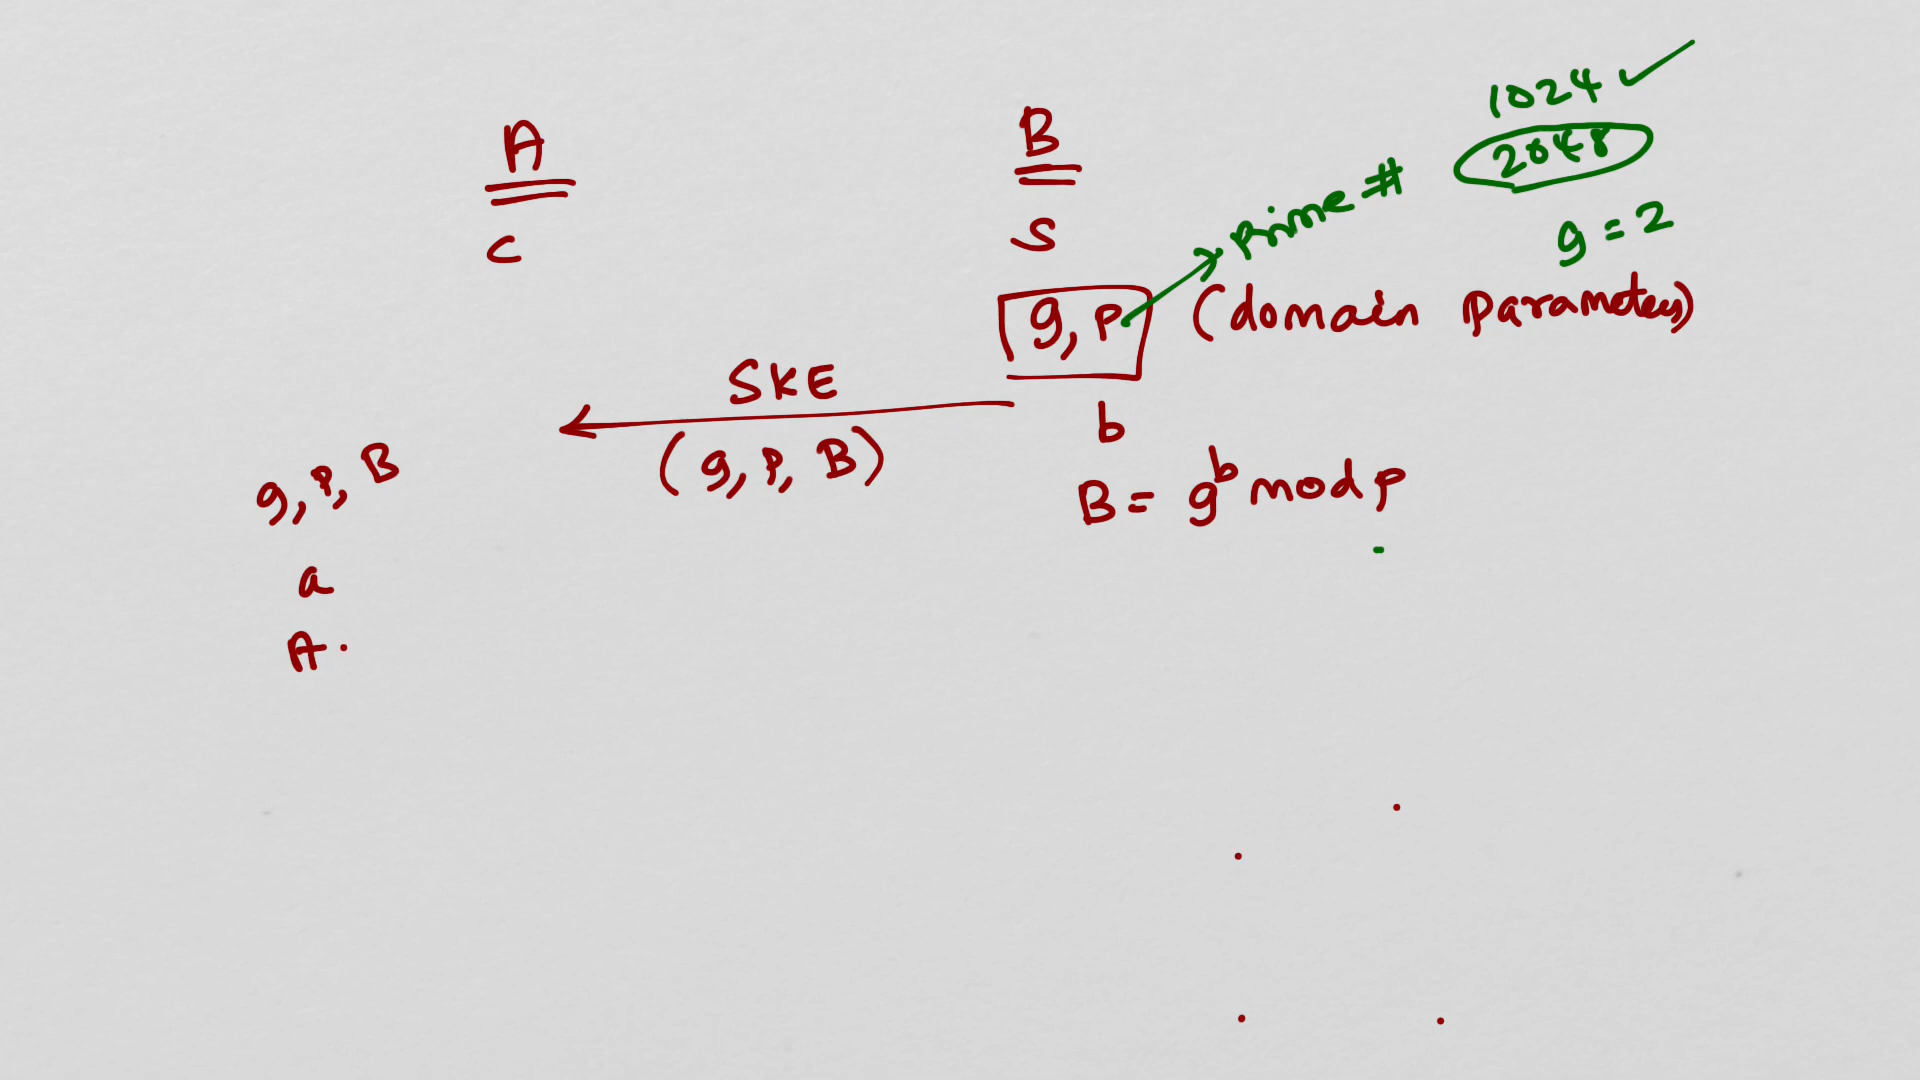 A
C
B
S
1024 ✓
2048
Prime #
g = 2
g, p
(domain parameters)
SKE
(g, p, B)
b
B = g^b mod p
g, p, B
a
A.